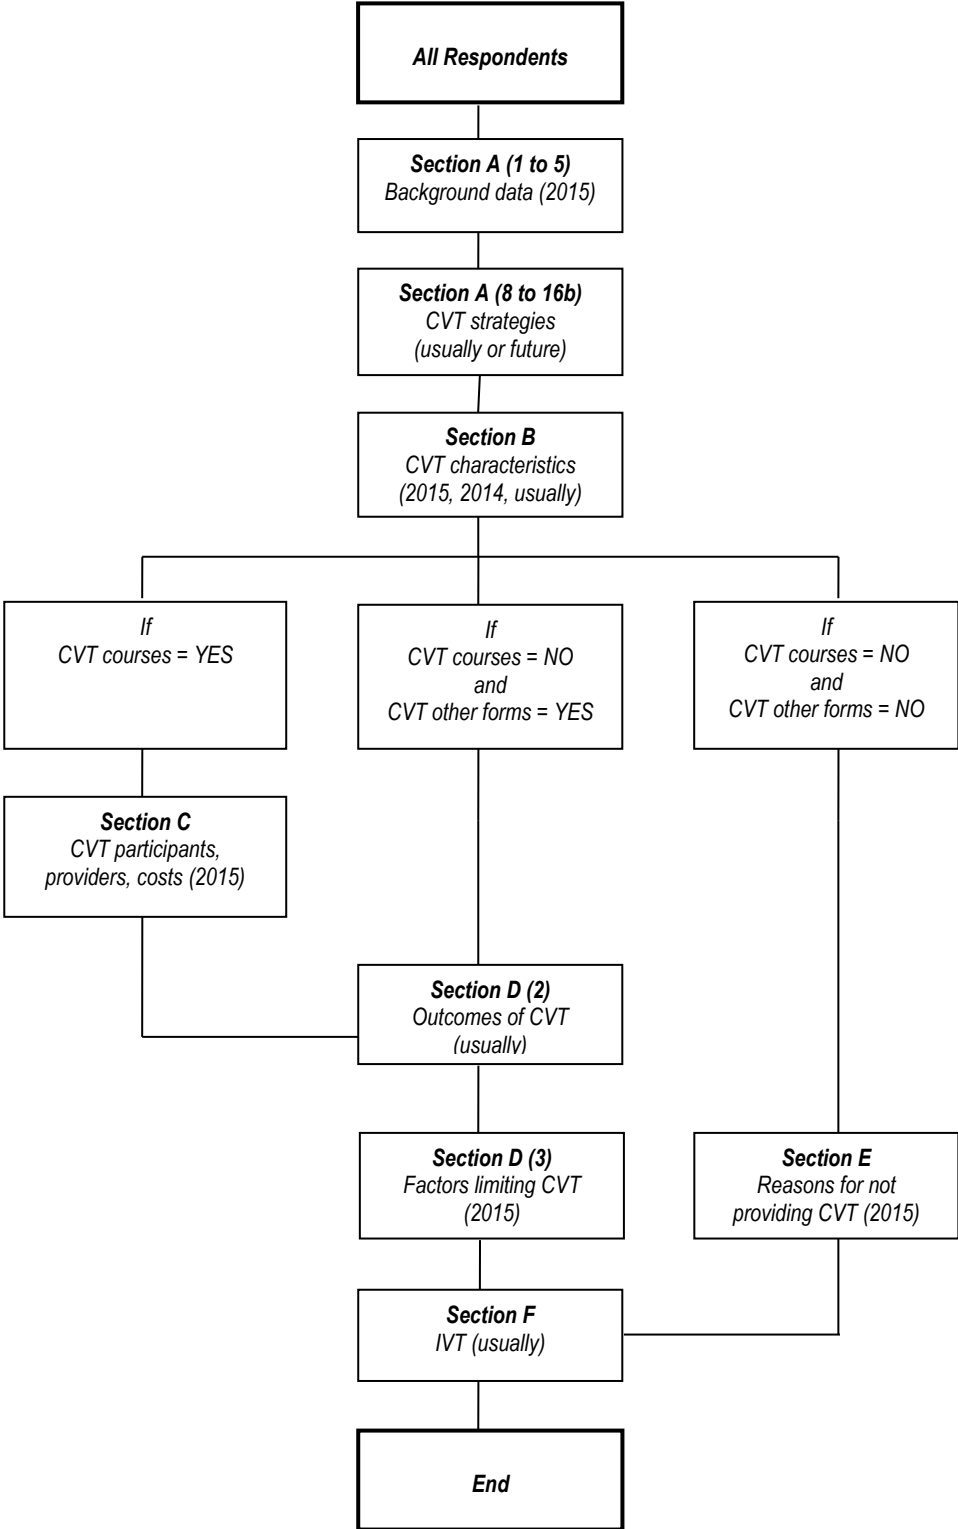 All Respondents
Section A (1 to 5)
Background data (2015)
Section A (8 to 16b)
CVT strategies
(usually or future)
Section B
CVT characteristics
(2015, 2014, usually)
If
CVT courses = YES
If
CVT courses = NO
and
CVT other forms = YES
If
CVT courses = NO
and
CVT other forms = NO
Section C
CVT participants,
providers, costs (2015)
Section D (2)
Outcomes of CVT
(usually)
Section D (3)
Factors limiting CVT
(2015)
Section E
Reasons for not
providing CVT (2015)
Section F
IVT (usually)
End